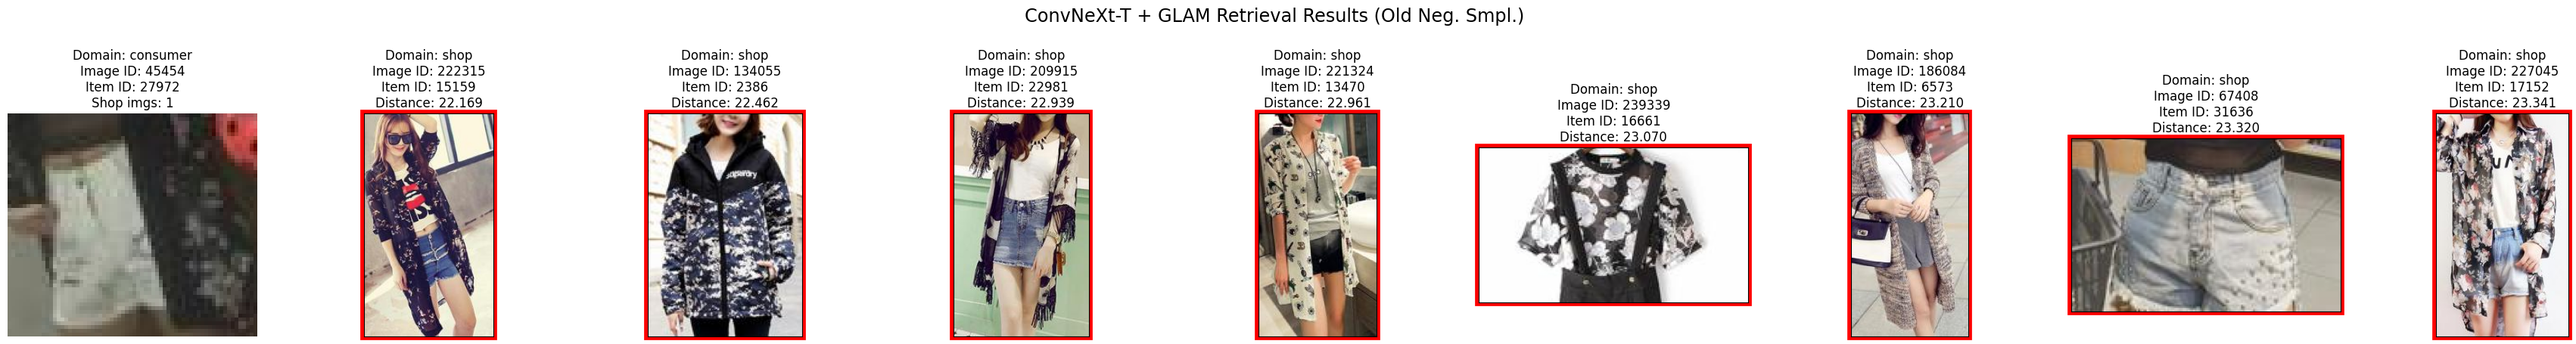 ConvNeXt-T + GLAM Retrieval Results (Old Neg. Smpl.)
Domain: consumer
Image ID: 45454
Item ID: 27972
Shop imgs: 1
Domain: shop
Image ID: 222315
Item ID: 15159
Distance: 22.169
Domain: shop
Image ID: 134055
Item ID: 2386
Distance: 22.462
Domain: shop
Image ID: 209915
Item ID: 22981
Distance: 22.939
Domain: shop
Image ID: 221324
Item ID: 13470
Distance: 22.961
Domain: shop
Image ID: 239339
Item ID: 16661
Distance: 23.070
Domain: shop
Image ID: 186084
Item ID: 6573
Distance: 23.210
Domain: shop
Image ID: 67408
Item ID: 31636
Distance: 23.320
Domain: shop
Image ID: 227045
Item ID: 17152
Distance: 23.341